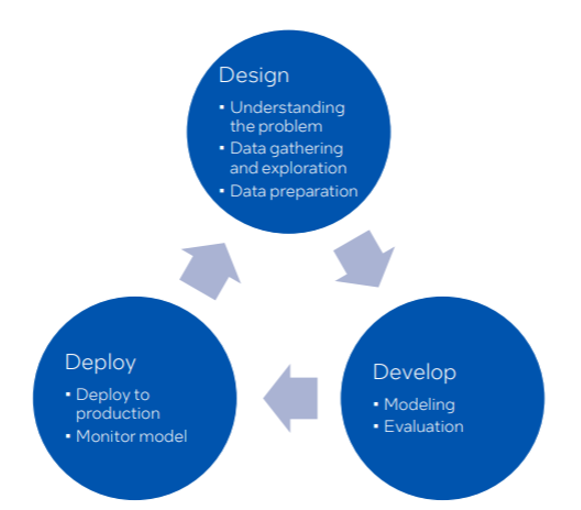 Design
▪ Understanding
the problem
▪ Data gathering
and exploration
▪ Data preparation
Develop
▪ Modeling
▪ Evaluation
Deploy
▪ Deploy to
production
▪ Monitor model